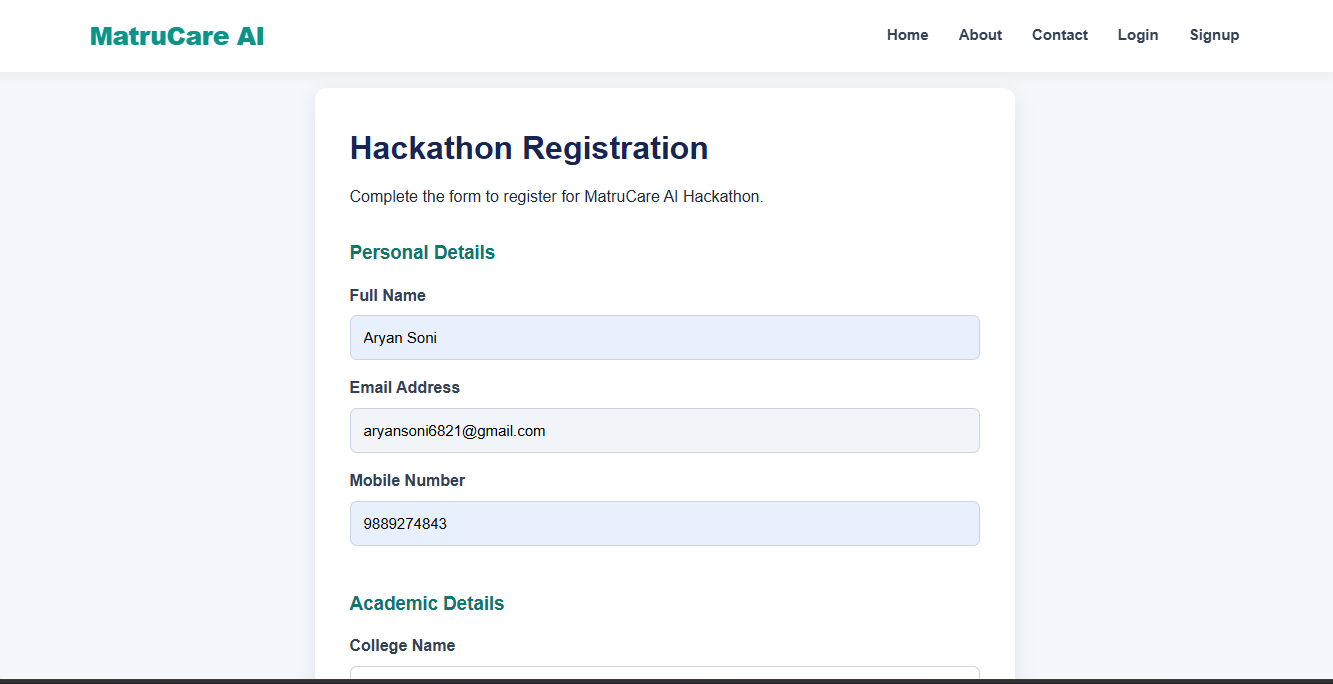 MatruCare AI
Home About Contact Login Signup
Hackathon Registration
Complete the form to register for MatruCare AI Hackathon.
Personal Details
Full Name
Aryan Soni
Email Address
aryansoni6821@gmail.com
Mobile Number
9889274843
Academic Details
College Name